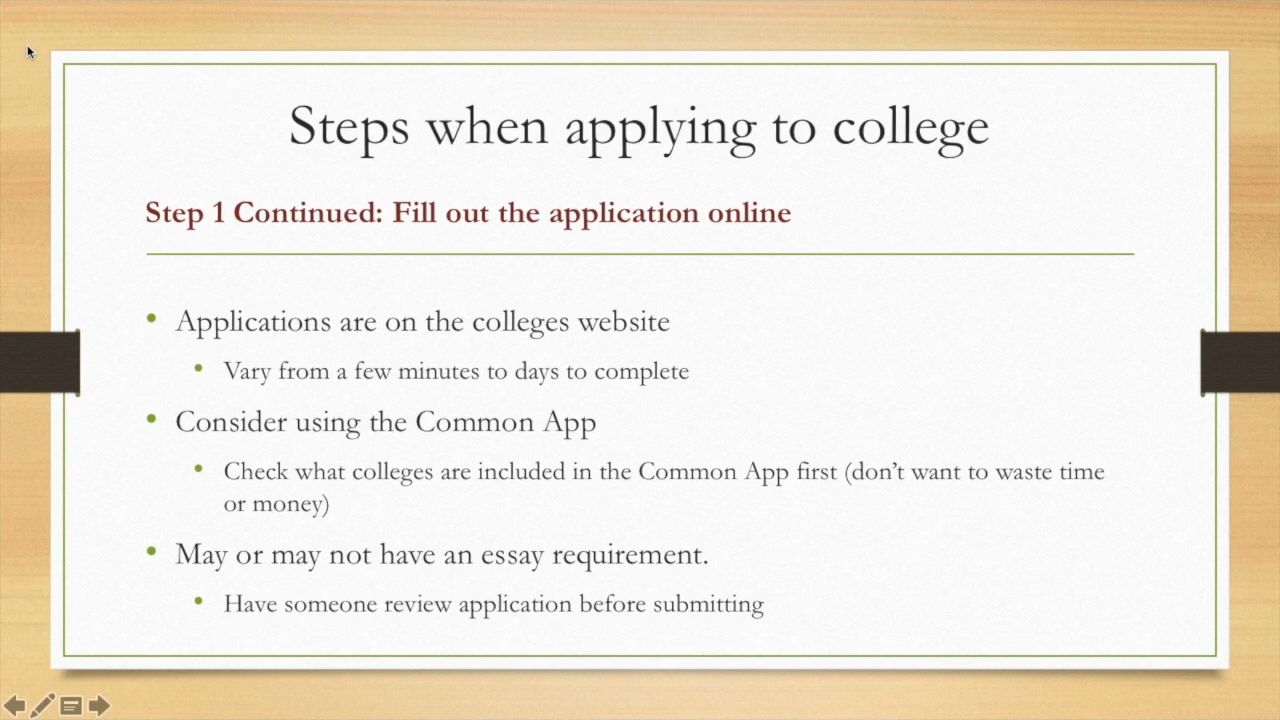 Steps when applying to college
Step 1 Continued: Fill out the application online
• Applications are on the colleges website
• Vary from a few minutes to days to complete
• Consider using the Common App
• Check what colleges are included in the Common App first (don’t want to waste time
or money)
• May or may not have an essay requirement.
• Have someone review application before submitting